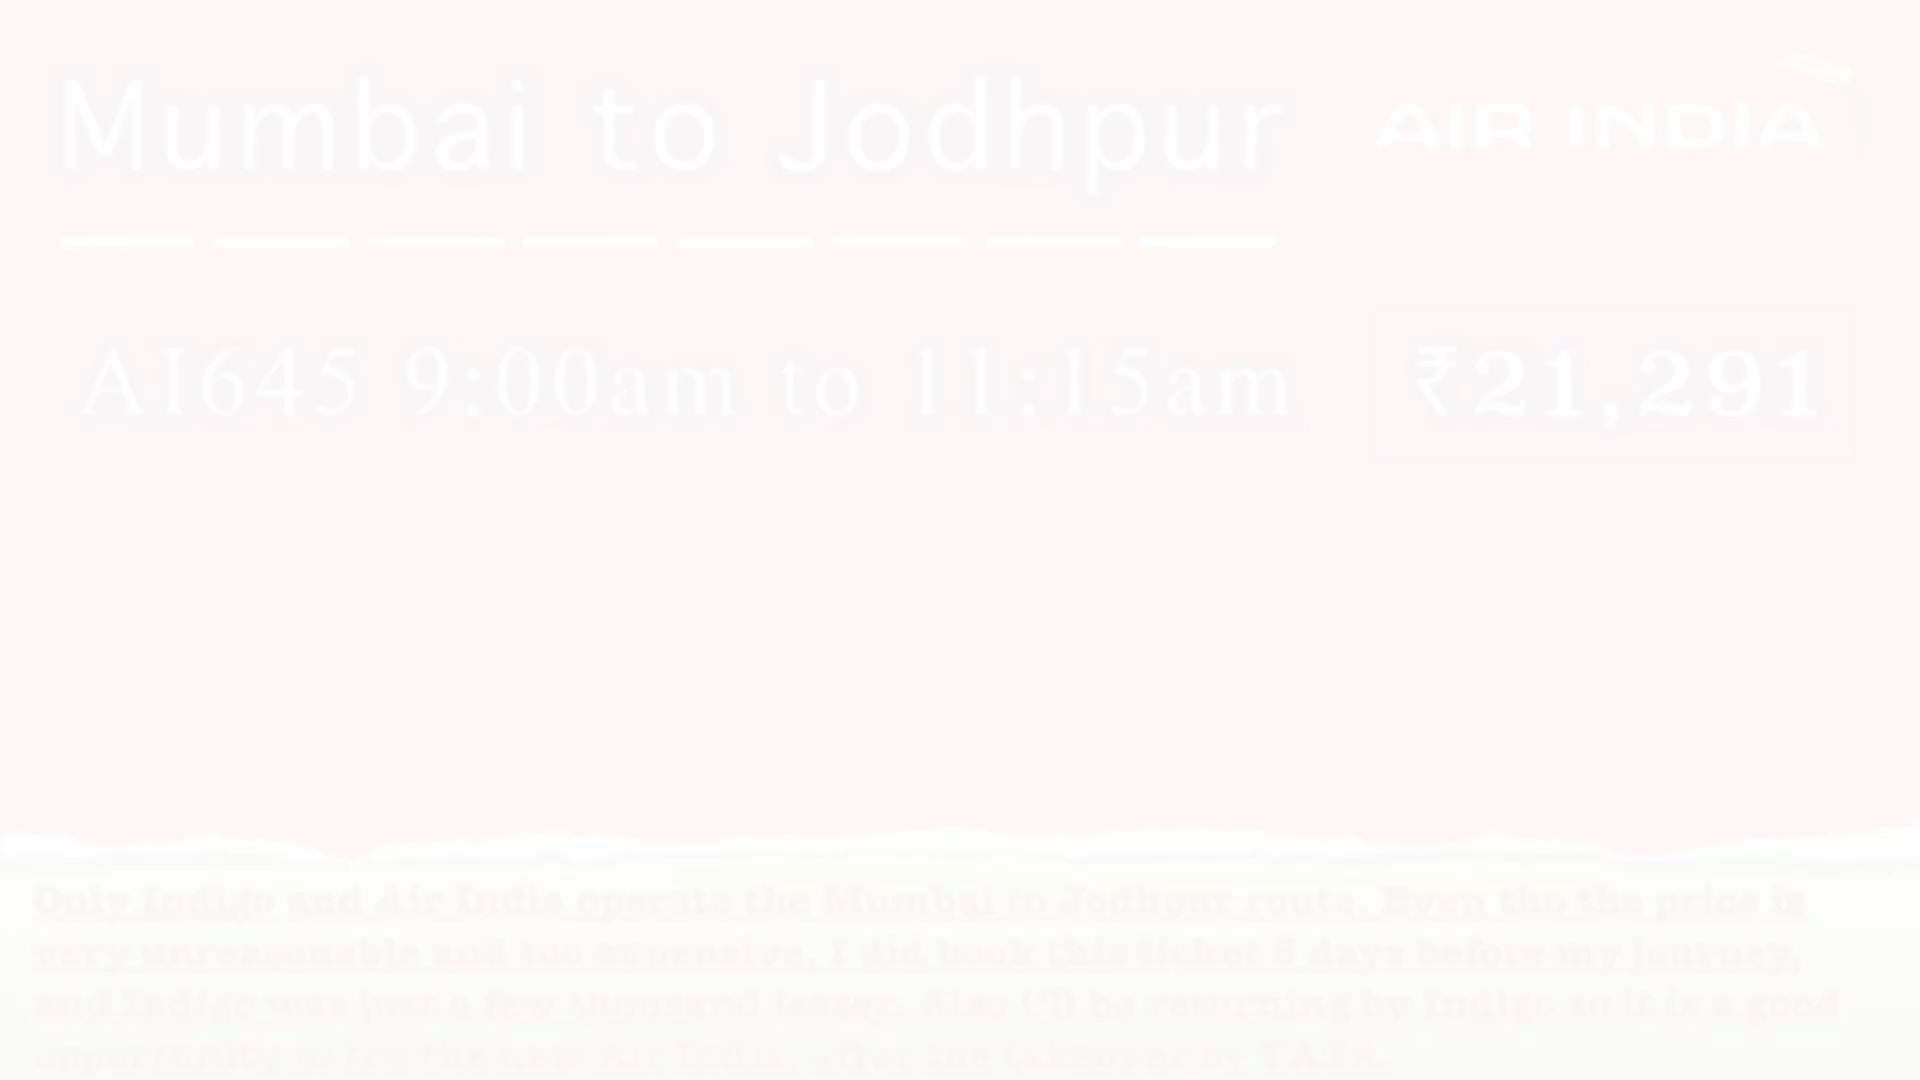 Mumbai to Jodhpur
AIR INDIA
AI645 9:00am to 11:15am
₹21,291
Only Indigo and Air India operate the Mumbai to Jodhpur route. Even tho the price is
very unreasonable and too expensive, I did book this ticket 5 days before my journey,
and Indigo was just a few thousand lesser. Also I'll be returning by Indigo so it is a good
opportunity to try the new Air India, after the takeover by TATA.